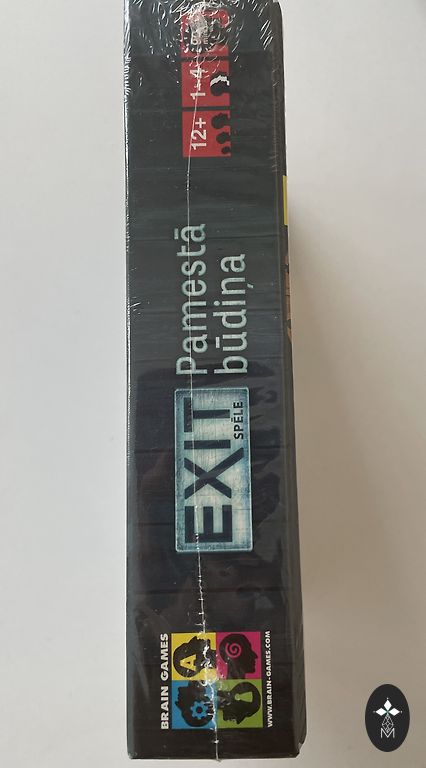 BRAIN GAMES
WWW.BRAIN-GAMES.COM
EXIT
SPĒLE
Pamestā
būdiņa
12+
1-4